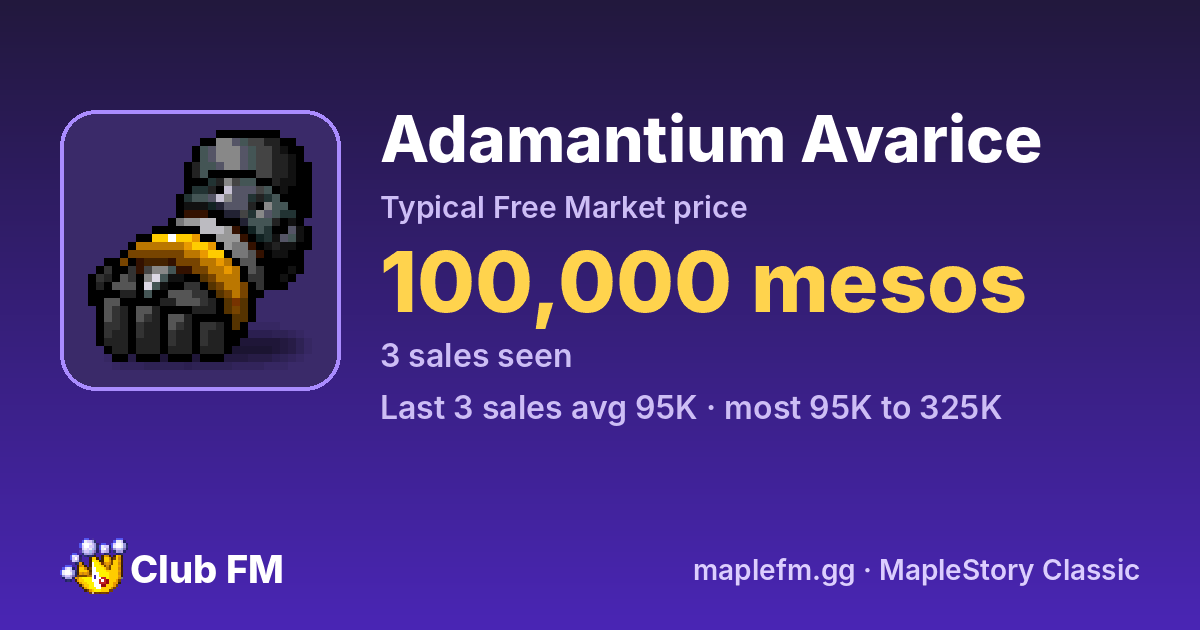 Adamantium Avarice
Typical Free Market price
100,000 mesos
3 sales seen
Last 3 sales avg 95K · most 95K to 325K
Club FM
maplefm.gg · MapleStory Classic